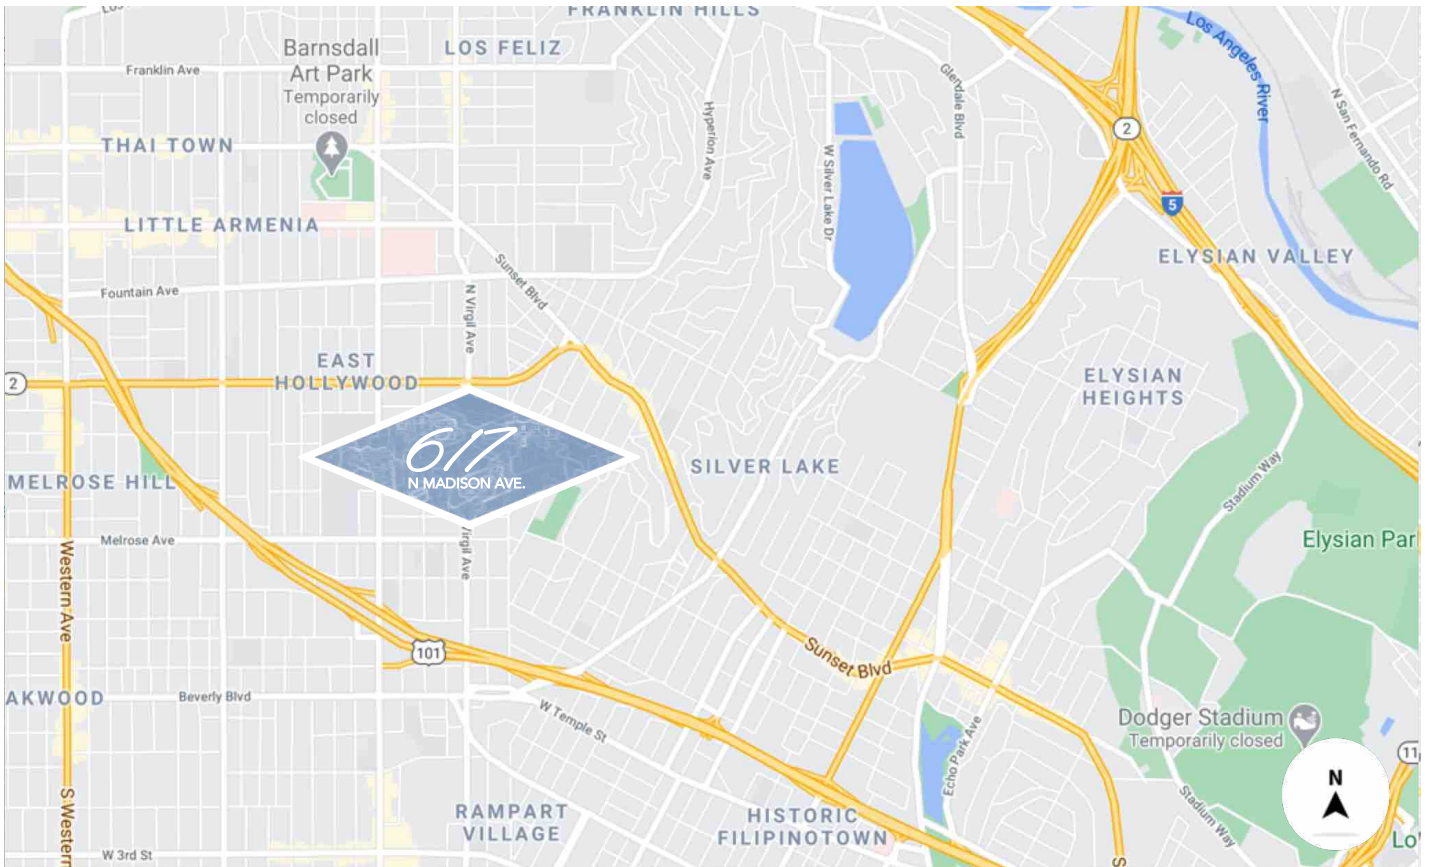 Los
FRANKLIN HILLS
Barnsdall
Art Park
Temporarily
closed
LOS FELIZ
Franklin Ave
Glendale Blvd
Los Angeles River
N San Fernando Rd
Hyperion Ave
2
THAI TOWN
W Silver Lake Dr
5
LITTLE ARMENIA
ELYSIAN VALLEY
Sunset Blvd
Fountain Ave
N Virgil Ave
EAST
HOLLYWOOD
2
ELYSIAN
HEIGHTS
617
N MADISON AVE.
SILVER LAKE
MELROSE HILL
Stadium Way
Melrose Ave
Virgil Ave
Elysian Par
Western Ave
101
Sunset Blvd
AKWOOD
Beverly Blvd
W Temple St
Dodger Stadium
Temporarily closed
Echo Park Ave
11
N
S Western
RAMPART
VILLAGE
HISTORIC
FILIPINOTOWN
Stadium Way
Lo
W 3rd St
S